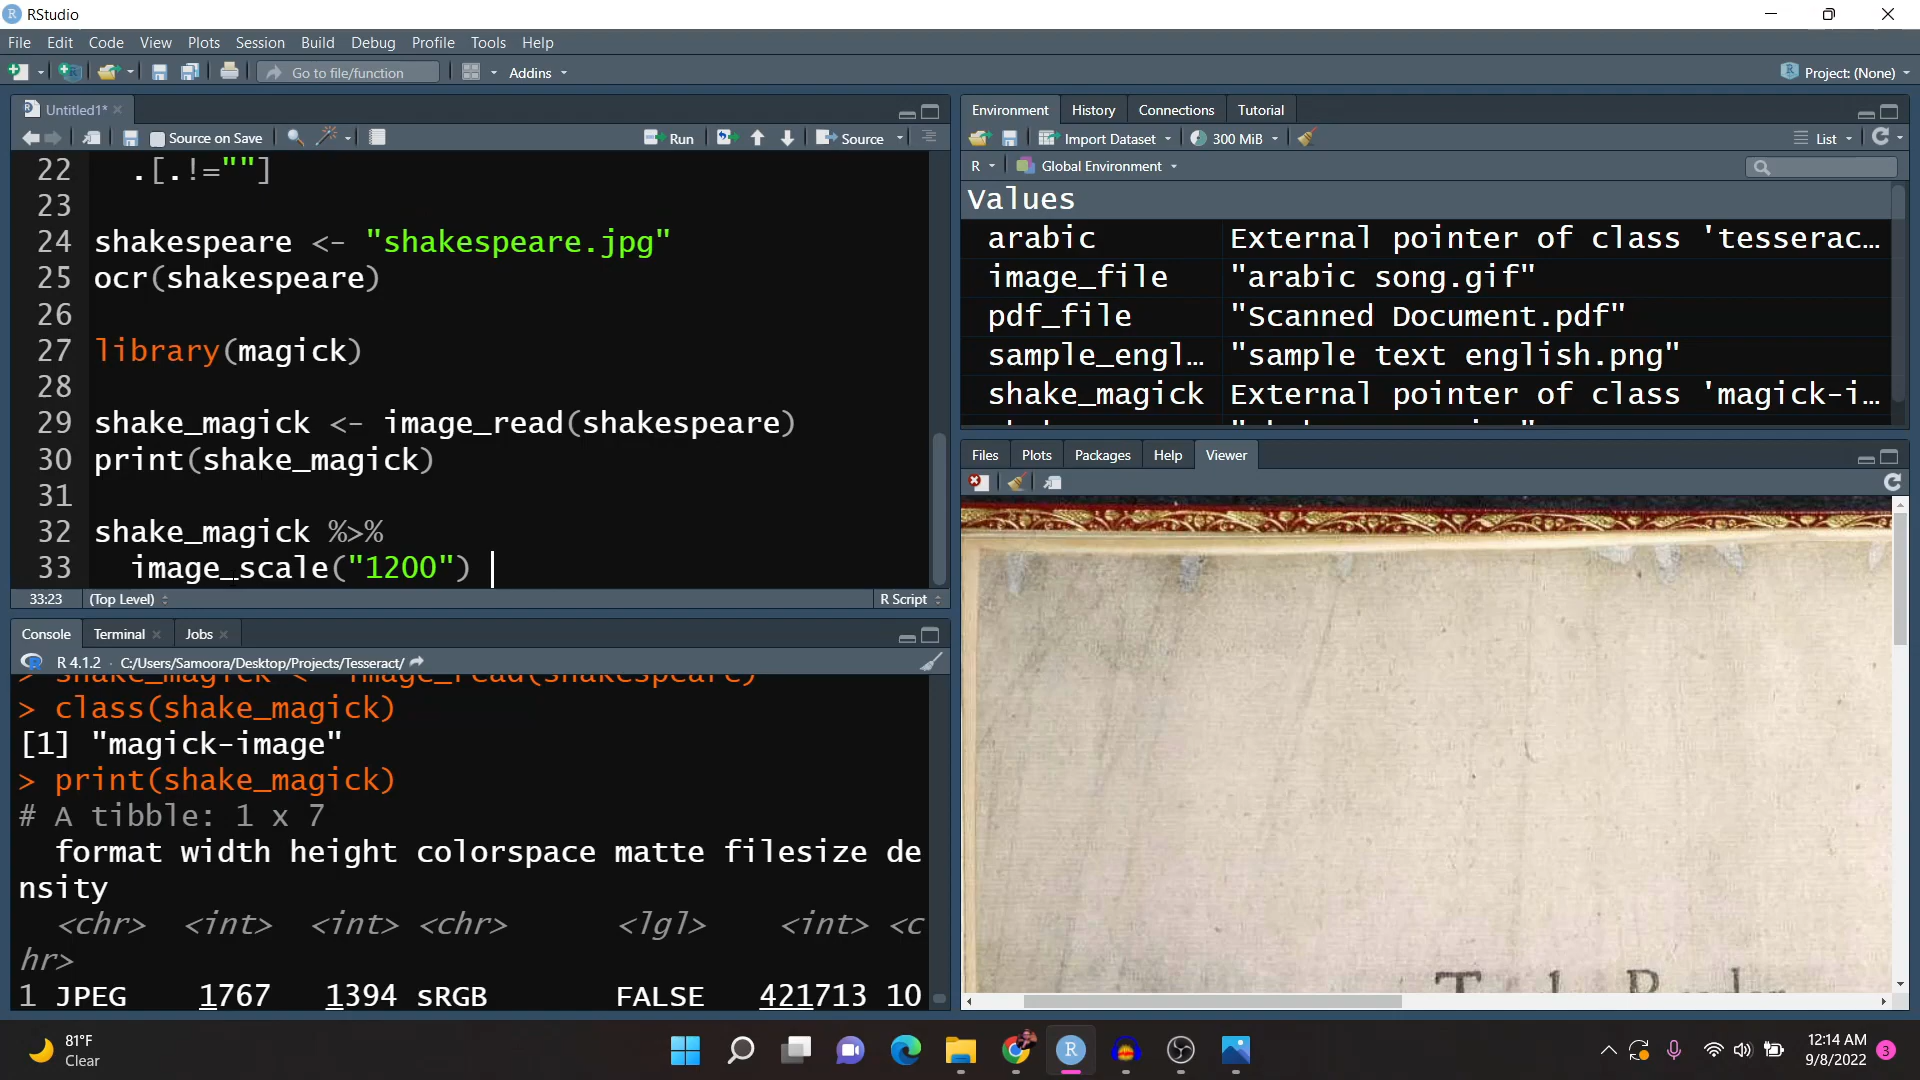 RStudio
File Edit Code View Plots Session Build Debug Profile Tools Help
Go to file/function Addins Project: (None)
Untitled1*
Source on Save Run Source
22 .[.!=""]
23
24 shakespeare <- "shakespeare.jpg"
25 ocr(shakespeare)
26
27 library(magick)
28
29 shake_magick <- image_read(shakespeare)
30 print(shake_magick)
31
32 shake_magick %>%
33 image_scale("1200")
33:23 (Top Level) R Script
Console Terminal Jobs
R 4.1.2 · C:/Users/Samoora/Desktop/Projects/Tesseract/
> shake_magick <- image_read(shakespeare)
> class(shake_magick)
[1] "magick-image"
> print(shake_magick)
# A tibble: 1 x 7
format width height colorspace matte filesize de
nsity
<chr> <int> <int> <chr> <lgl> <int> <c
hr>
1 JPEG 1767 1394 sRGB FALSE 421713 10
Environment History Connections Tutorial
Import Dataset 300 MiB List
R Global Environment
Values
arabic External pointer of class 'tesserac…
image_file "arabic song.gif"
pdf_file "Scanned Document.pdf"
sample_engl… "sample text english.png"
shake_magick External pointer of class 'magick-i…
Files Plots Packages Help Viewer
81°F
Clear
12:14 AM
9/8/2022
3